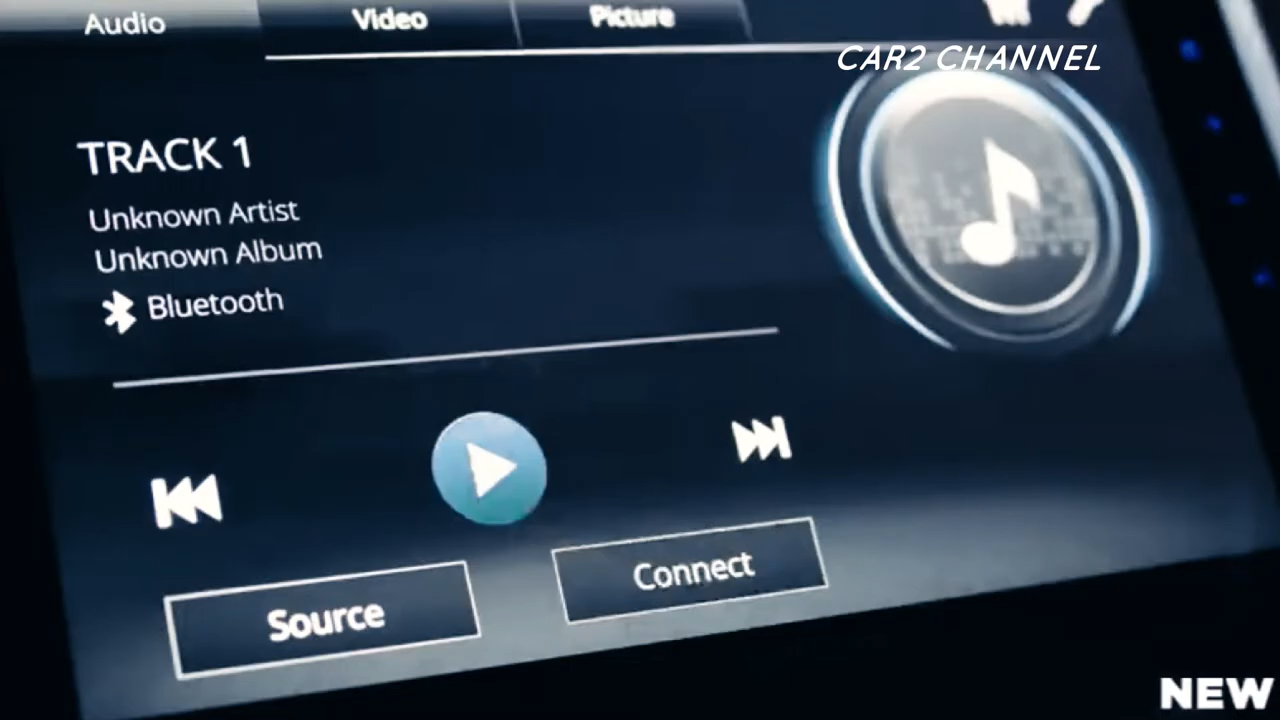 Audio Video Picture
CAR2 CHANNEL
TRACK 1
Unknown Artist
Unknown Album
Bluetooth
Source Connect
NEW